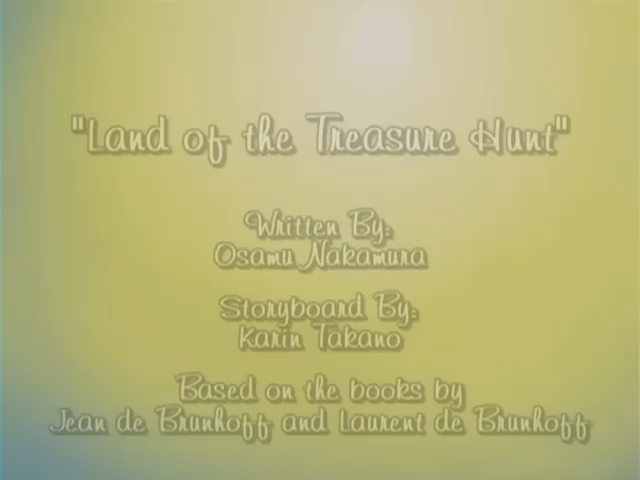 "Land of the Treasure Hunt"
Written By:
Osamu Nakamura
Storyboard By:
Karin Takano
Based on the books by
Jean de Brunhoff and Laurent de Brunhoff